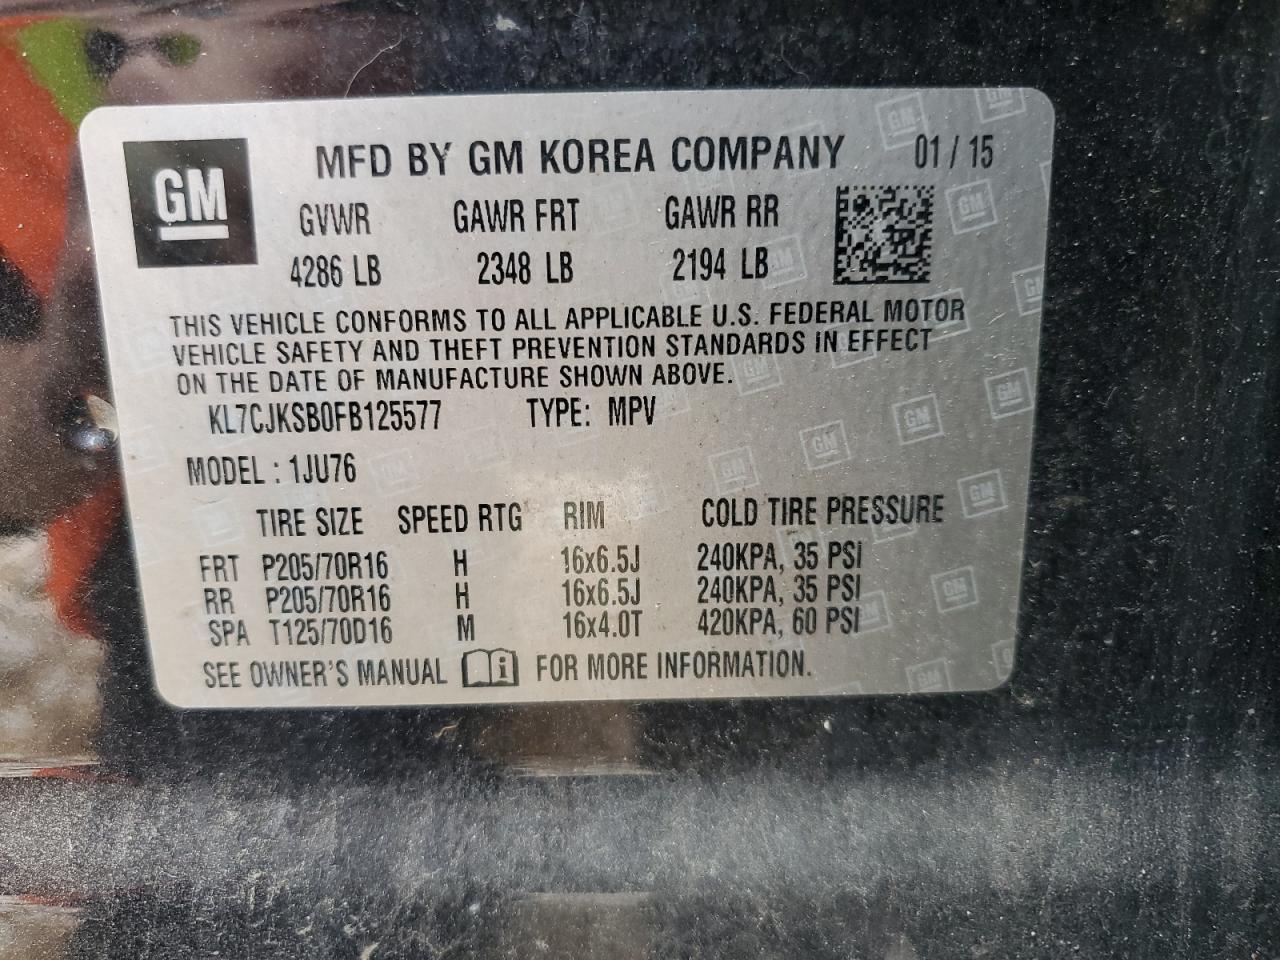 GM
MFD BY GM KOREA COMPANY 01 / 15
GVWR GAWR FRT GAWR RR
4286 LB 2348 LB 2194 LB
THIS VEHICLE CONFORMS TO ALL APPLICABLE U.S. FEDERAL MOTOR
VEHICLE SAFETY AND THEFT PREVENTION STANDARDS IN EFFECT
ON THE DATE OF MANUFACTURE SHOWN ABOVE.
KL7CJKSB0FB125577 TYPE: MPV
MODEL : 1JU76
TIRE SIZE SPEED RTG RIM COLD TIRE PRESSURE
FRT P205/70R16 H 16x6.5J 240KPA, 35 PSI
RR P205/70R16 H 16x6.5J 240KPA, 35 PSI
SPA T125/70D16 M 16x4.0T 420KPA, 60 PSI
SEE OWNER'S MANUAL i FOR MORE INFORMATION.